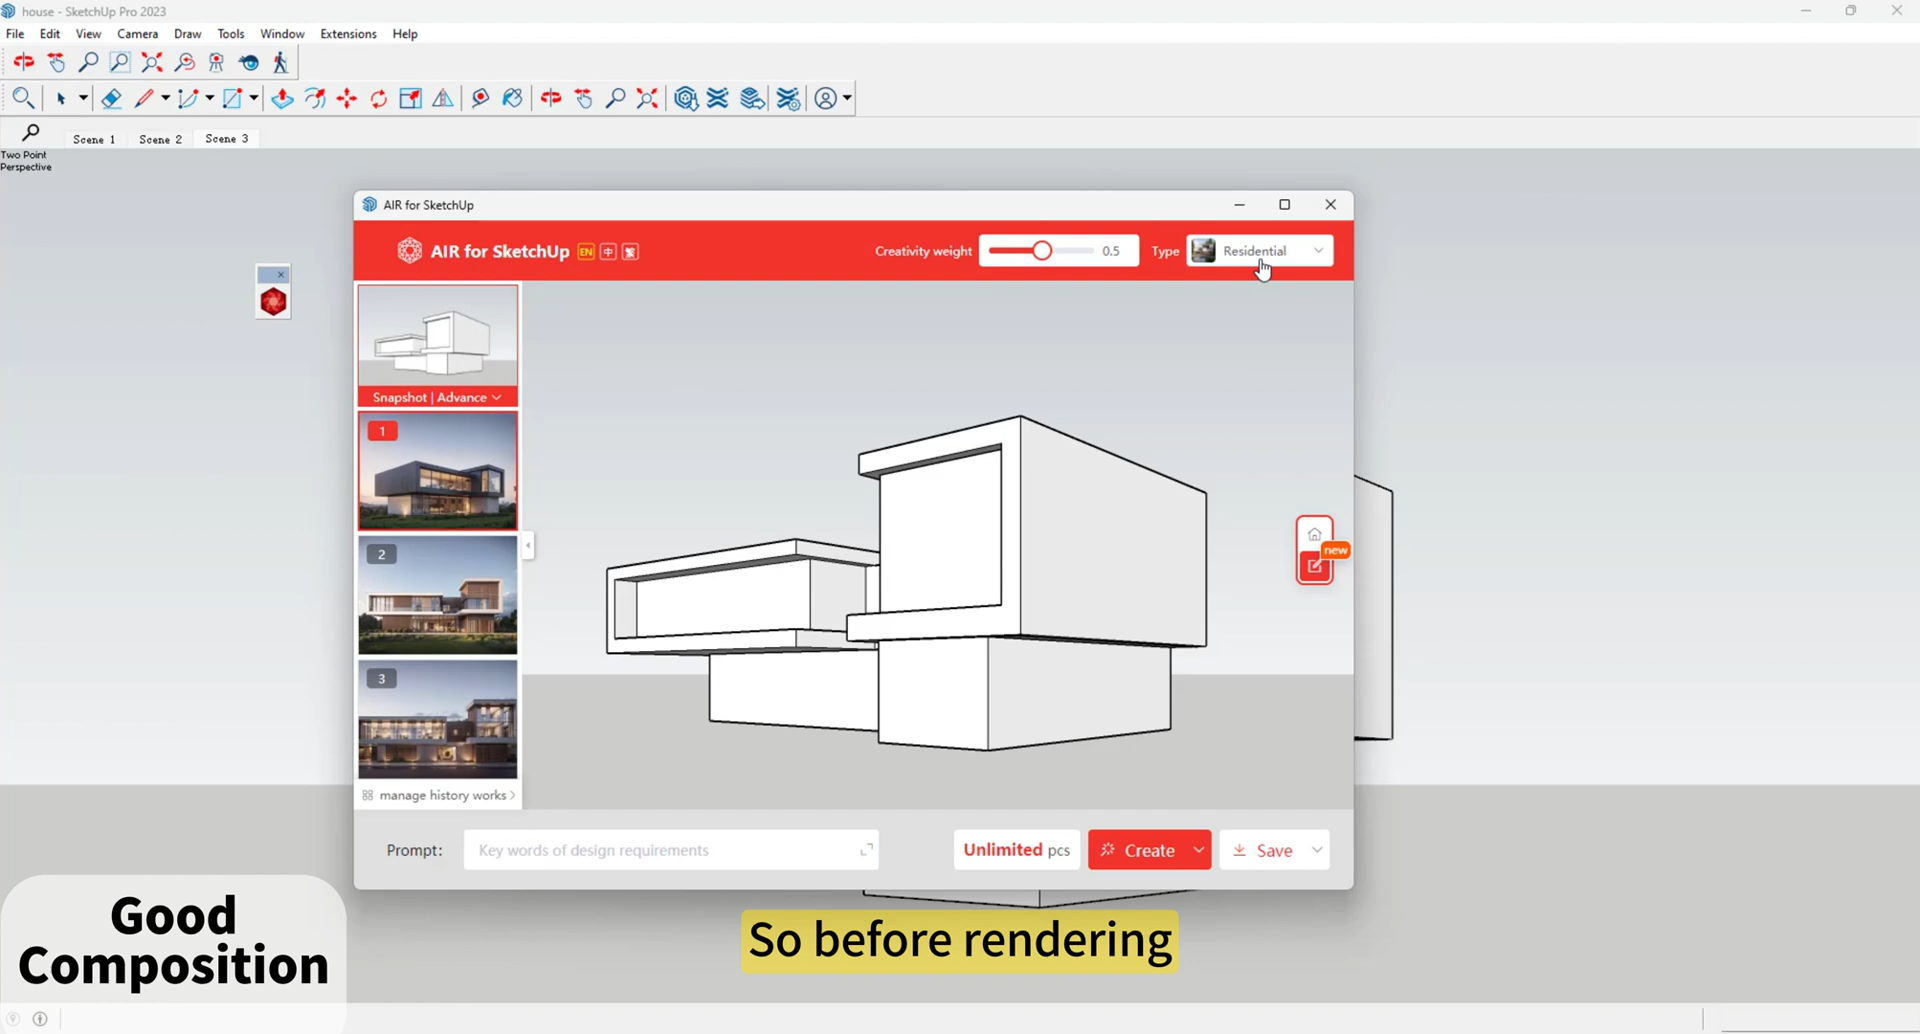 house - SketchUp Pro 2023
File Edit View Camera Draw Tools Window Extensions Help
Scene 1 Scene 2 Scene 3
Two Point
Perspective
AIR for SketchUp
AIR for SketchUp EN 中 繁 Creativity weight 0.5 Type Residential
Snapshot | Advance
1
2
3
new
manage history works
Prompt: Key words of design requirements Unlimited pcs Create Save
Good
Composition
So before rendering